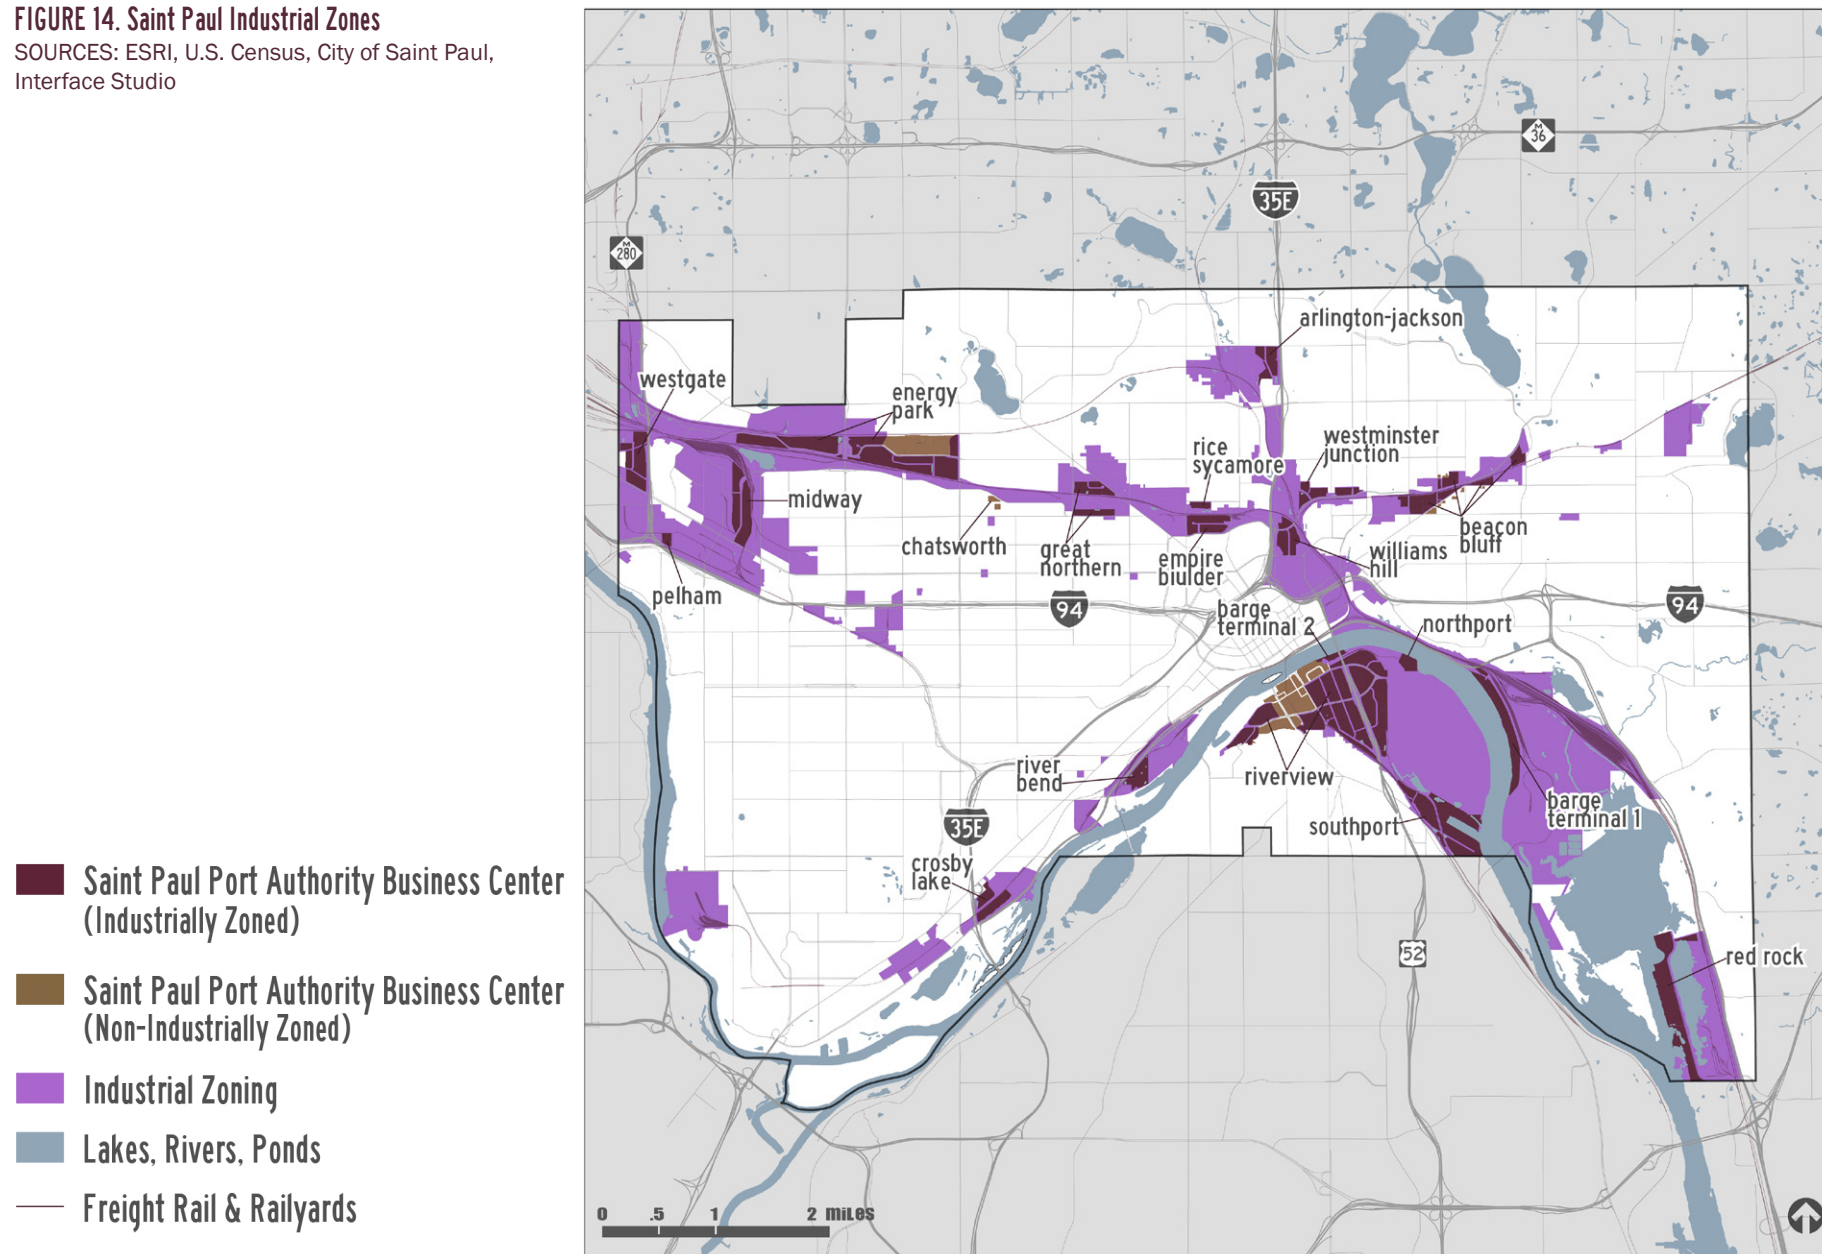 FIGURE 14. Saint Paul Industrial Zones
SOURCES: ESRI, U.S. Census, City of Saint Paul,
Interface Studio
M
36
35E
M
280
arlington-jackson
westgate
energy
park
westminster
junction
rice
sycamore
midway
chatsworth
great
northern
empire
biulder
beacon
bluff
williams
hill
pelham
94
94
barge
terminal 2
northport
river
bend
riverview
barge
terminal 1
southport
35E
crosby
lake
52
red rock
Saint Paul Port Authority Business Center
(Industrially Zoned)
Saint Paul Port Authority Business Center
(Non-Industrially Zoned)
Industrial Zoning
Lakes, Rivers, Ponds
Freight Rail & Railyards
0 .5 1 2 miLES